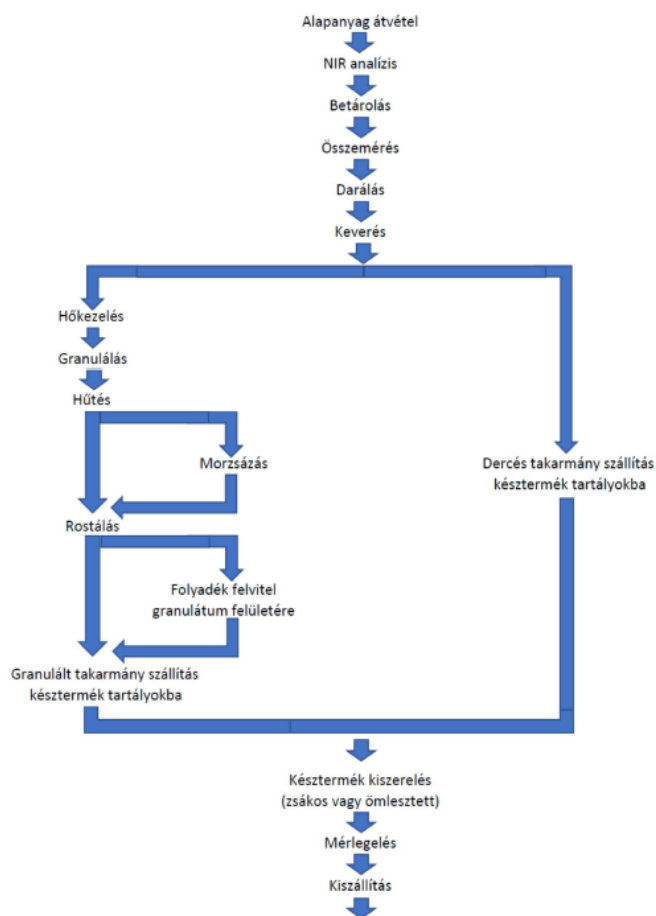 Alapanyag átvétel
NIR analízis
Betárolás
Összemérés
Darálás
Keverés
Hőkezelés
Granulálás
Hűtés
Morzsázás
Dercés takarmány szállítás
késztermék tartályokba
Rostálás
Folyadék felvitel
granulátum felületére
Granulált takarmány szállítás
késztermék tartályokba
Késztermék kiszerelés
(zsákos vagy ömlesztett)
Mérlegelés
Kiszállítás